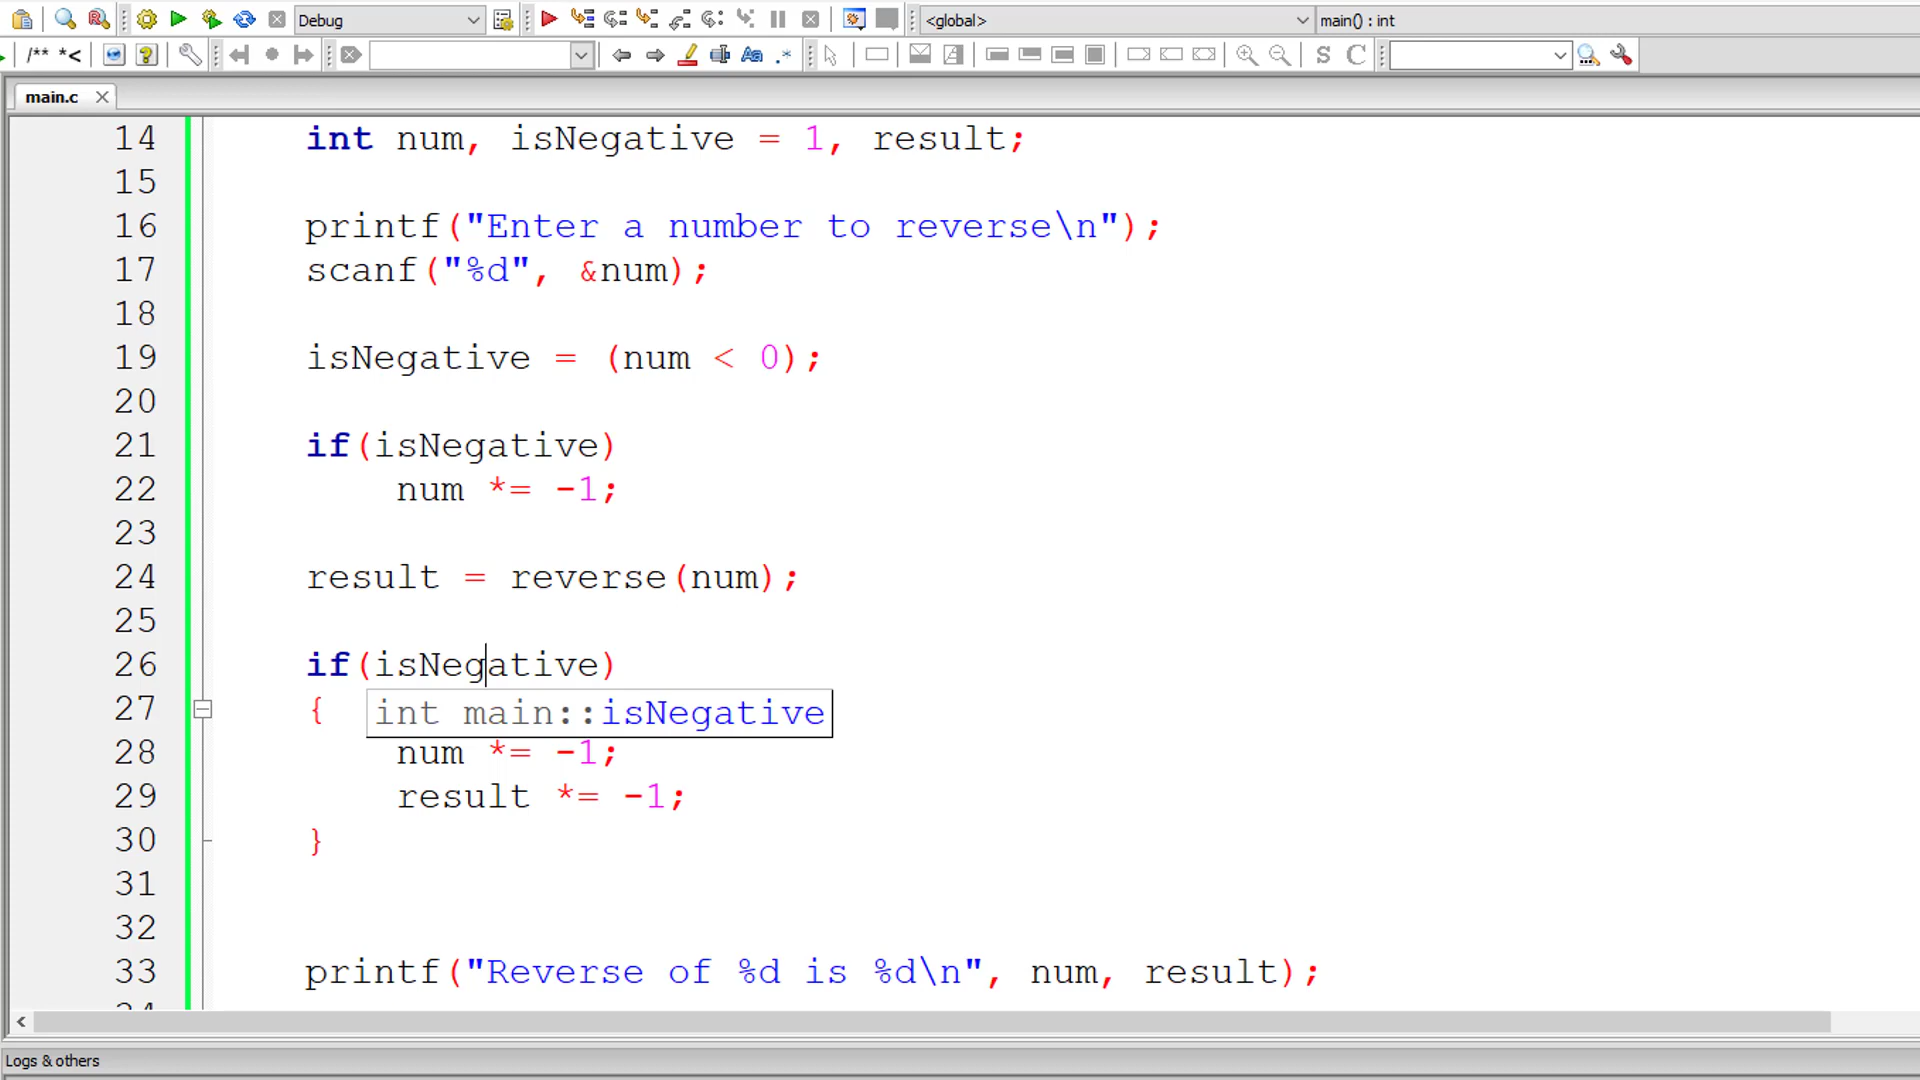 Debug
<global>
main() : int
/** *<
Aa
.*
S
C
main.c
14 int num, isNegative = 1, result;
15
16 printf("Enter a number to reverse\n");
17 scanf("%d", &num);
18
19 isNegative = (num < 0);
20
21 if(isNegative)
22 num *= -1;
23
24 result = reverse(num);
25
26 if(isNegative)
27 {
int main::isNegative
28 num *= -1;
29 result *= -1;
30 }
31
32
33 printf("Reverse of %d is %d\n", num, result);
Logs & others